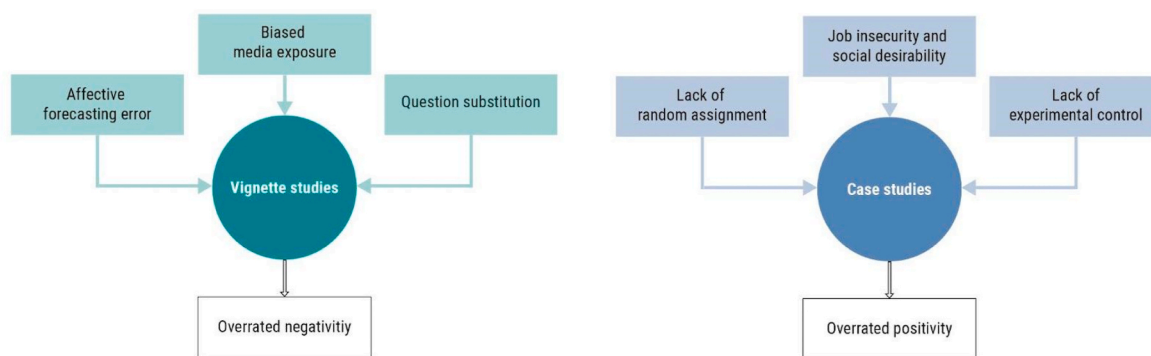 Biased
media exposure
Affective
forecasting error
Question substitution
Vignette studies
Overrated negativitiy
Job insecurity and
social desirability
Lack of
random assignment
Lack of
experimental control
Case studies
Overrated positivity